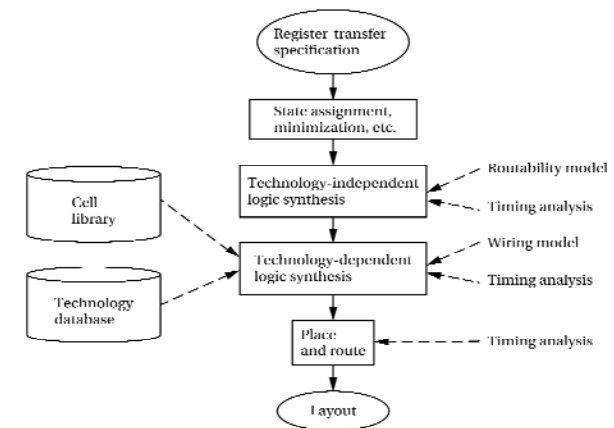 Register transfer
specification
State assignment,
minimization, etc.
Routability model
Technology-independent
logic synthesis
Timing analysis
Cell
library
Wiring model
Technology-dependent
logic synthesis
Timing analysis
Technology
database
Place
and route
Timing analysis
Layout